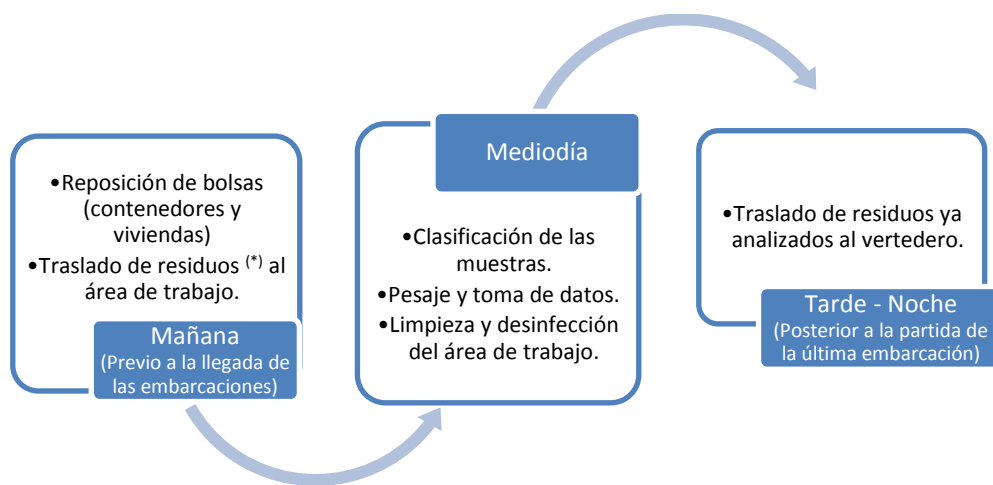 •Reposición de bolsas
(contenedores y
viviendas)
•Traslado de residuos (*) al
área de trabajo.
Mañana
(Previo a la llegada de
las embarcaciones)
Mediodía
•Clasificación de las
muestras.
•Pesaje y toma de datos.
•Limpieza y desinfección
del área de trabajo.
•Traslado de residuos ya
analizados al vertedero.
Tarde - Noche
(Posterior a la partida de
la última embarcación)